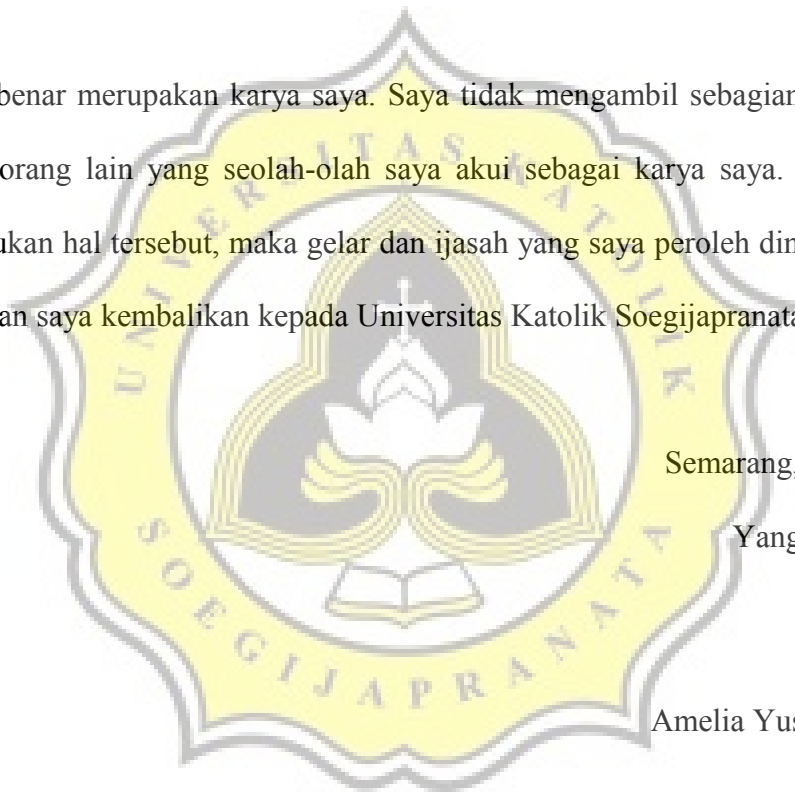 benar merupakan karya saya. Saya tidak mengambil sebagian
orang lain yang seolah-olah saya akui sebagai karya saya.
ukan hal tersebut, maka gelar dan ijasah yang saya peroleh din
an saya kembalikan kepada Universitas Katolik Soegijapranata
Semarang,
Yang
Amelia Yus
UNIVERSITAS KATOLIK
SOEGIJAPRANATA